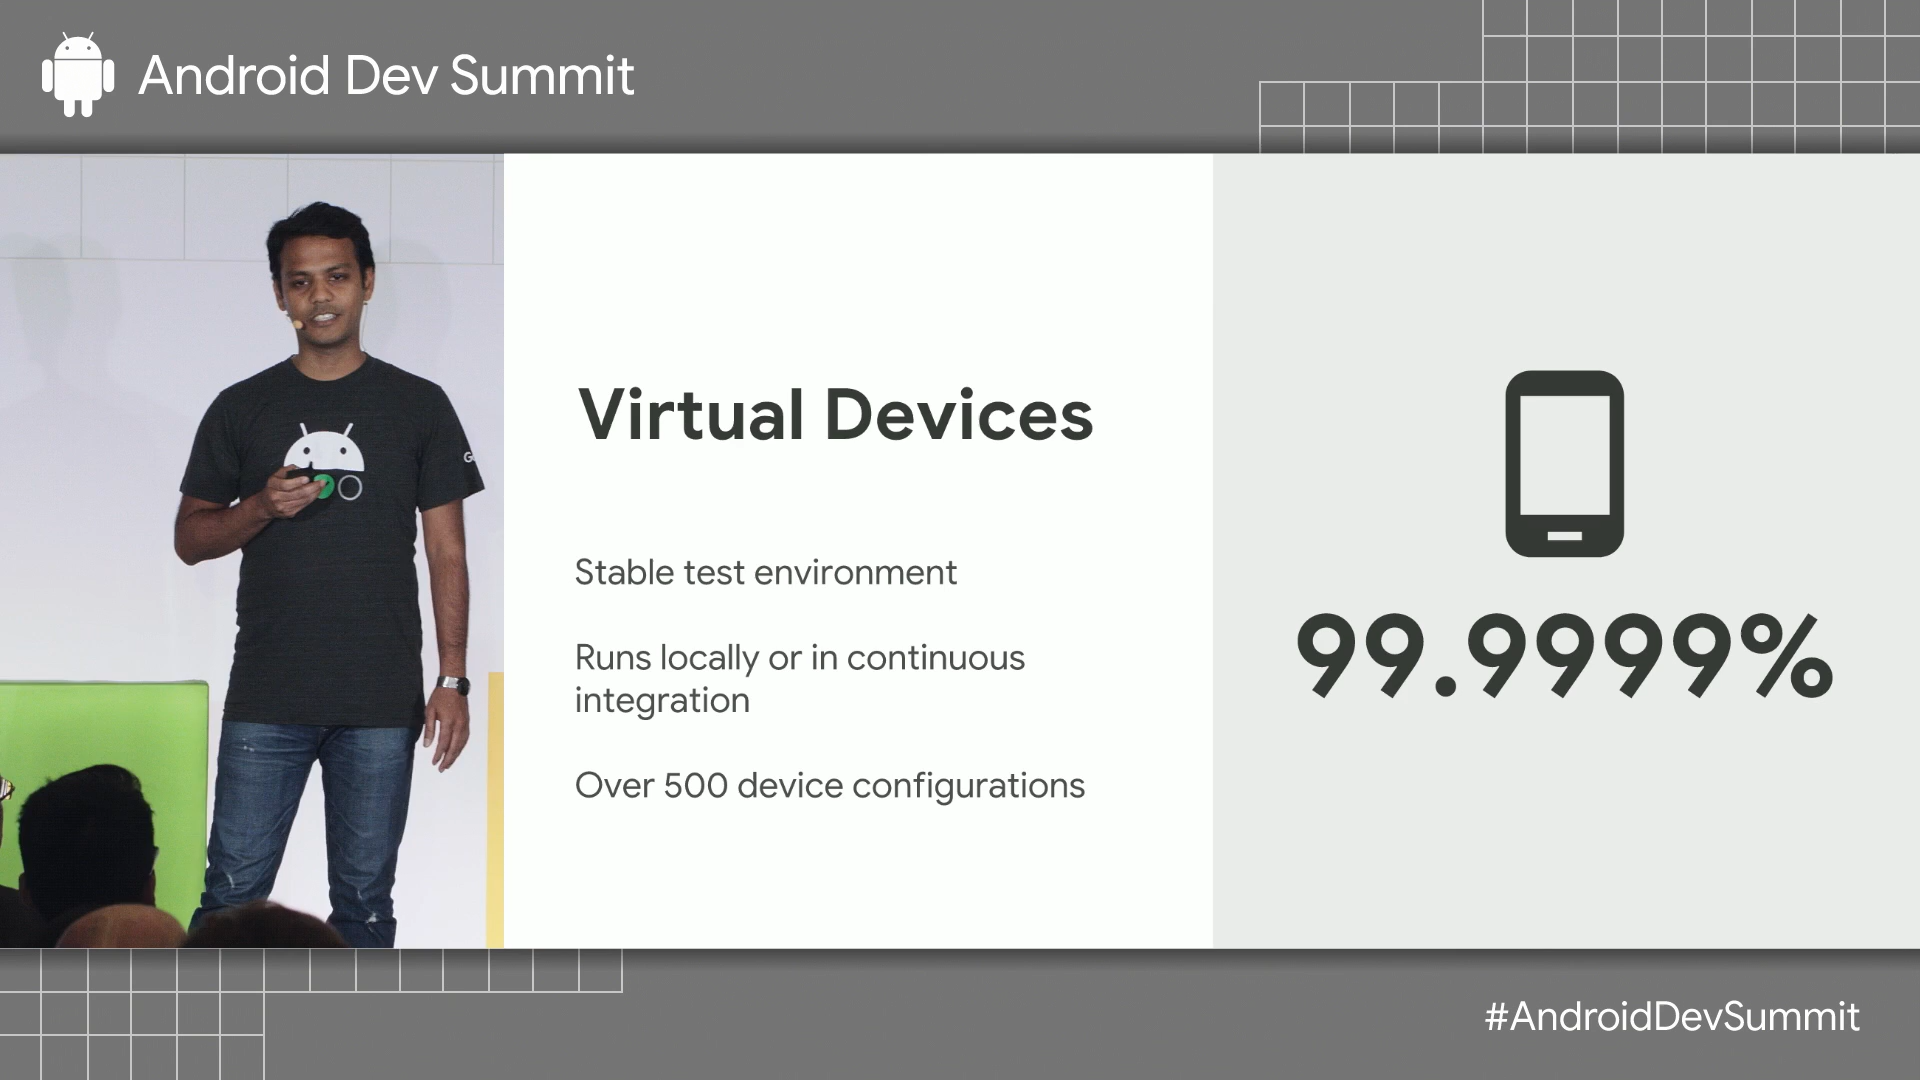 Android Dev Summit
Virtual Devices
Stable test environment
Runs locally or in continuous
integration
Over 500 device configurations
99.9999%
#AndroidDevSummit